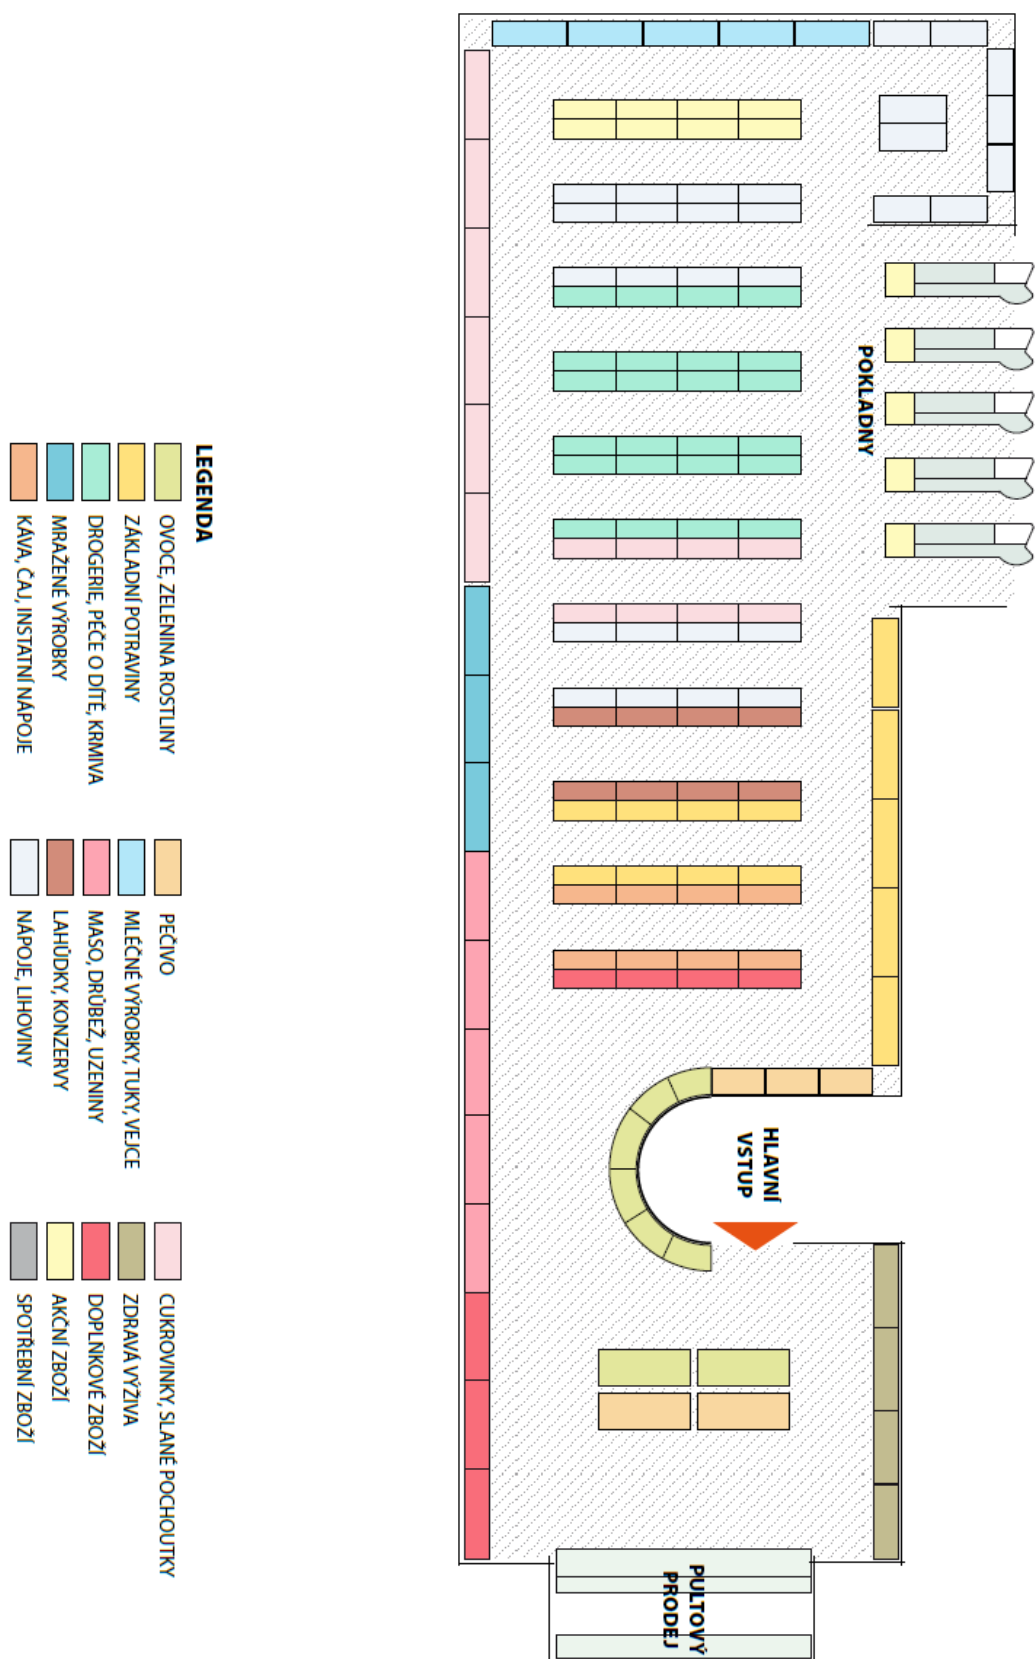 POKLADNY
HLAVNÍ
VSTUP
PULTOVÝ
PRODEJ
LEGENDA
OVOCE, ZELENINA ROSTLINY
ZÁKLADNÍ POTRAVINY
DROGERIE, PÉČE O DÍTĚ, KRMIVA
MRAŽENÉ VÝROBKY
KÁVA, ČAJ, INSTATNÍ NÁPOJE
PEČIVO
MLÉČNÉ VÝROBKY, TUKY, VEJCE
MASO, DRŮBEŽ, UZENINY
LAHŮDKY, KONZERVY
NÁPOJE, LIHOVINY
CUKROVINKY, SLANÉ POCHOUTKY
ZDRAVÁ VÝŽIVA
DOPLŇKOVÉ ZBOŽÍ
AKČNÍ ZBOŽÍ
SPOTŘEBNÍ ZBOŽÍ